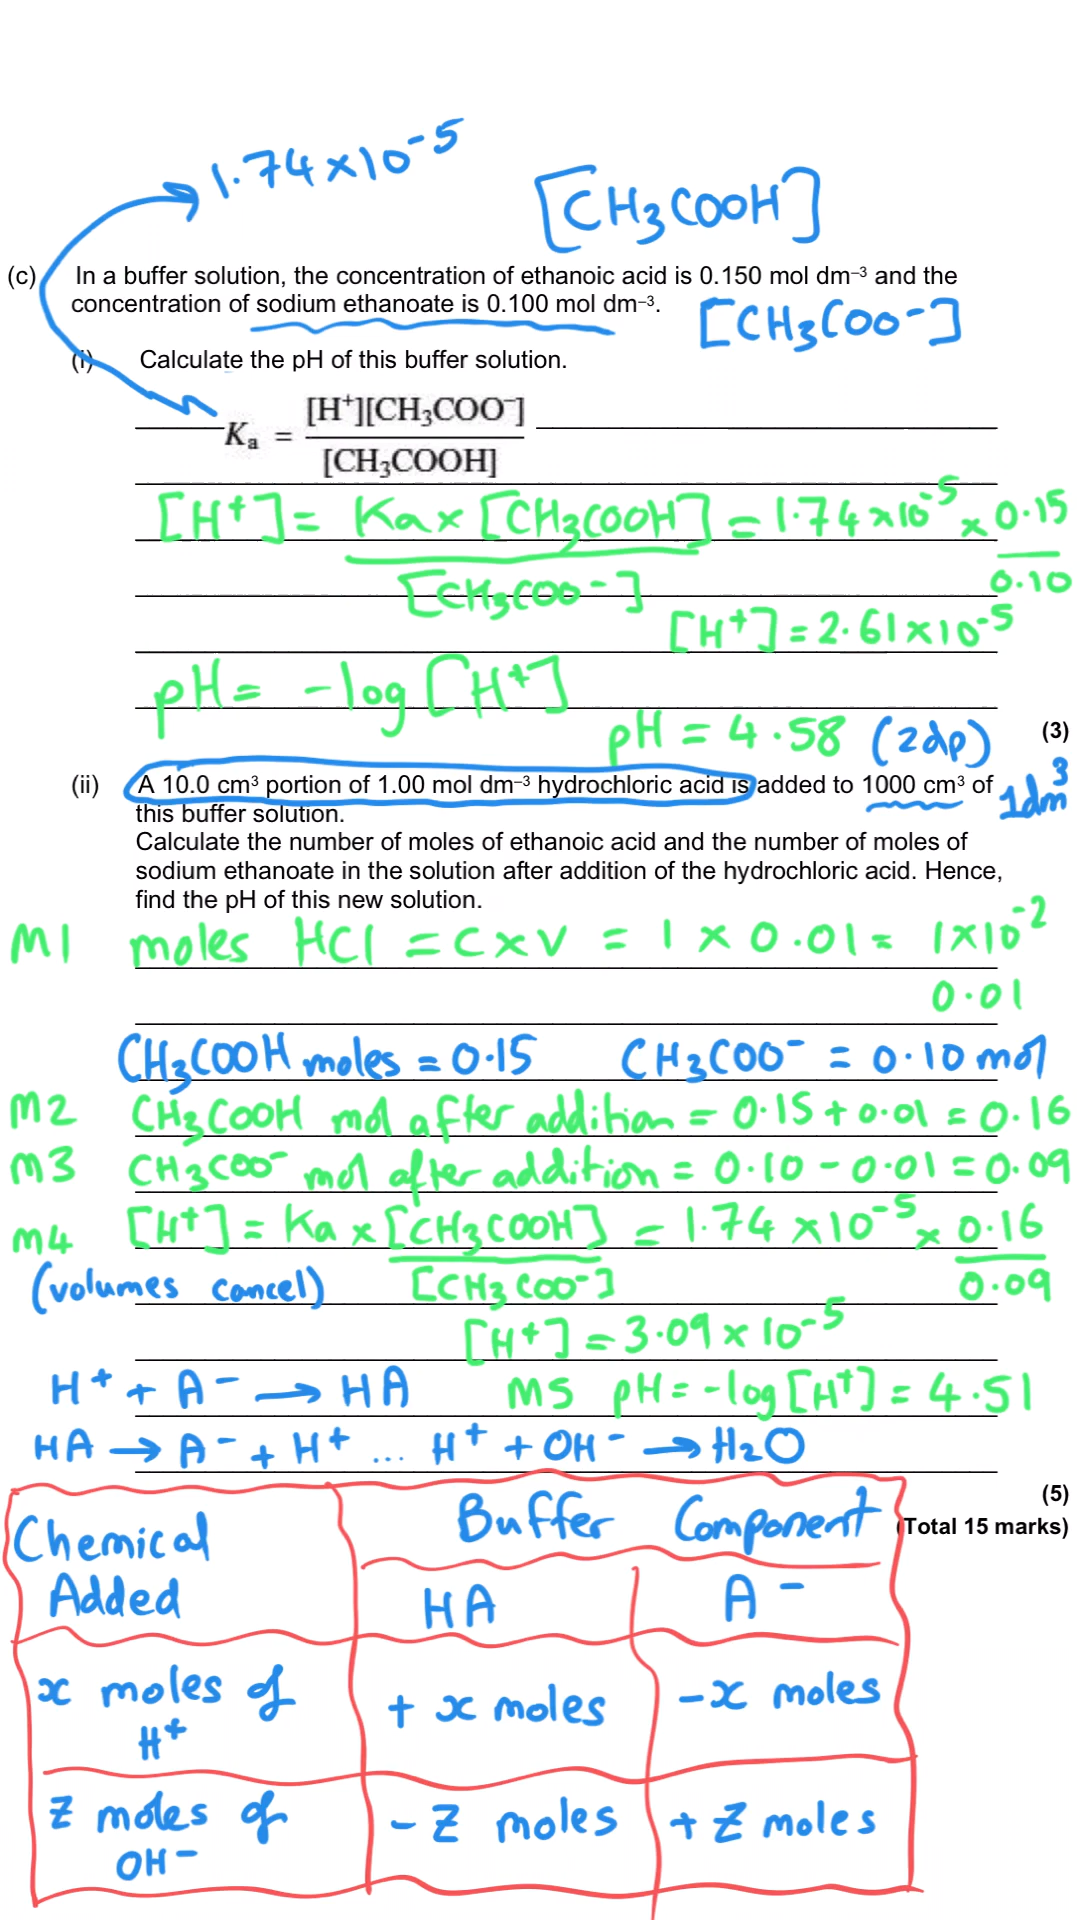 1.74×10⁻⁵
[CH₃COOH]
(c) In a buffer solution, the concentration of ethanoic acid is 0.150 mol dm⁻³ and the
concentration of sodium ethanoate is 0.100 mol dm⁻³.
[CH₃COO⁻]
(i) Calculate the pH of this buffer solution.
Kₐ = [H⁺][CH₃COO⁻] / [CH₃COOH]
[H⁺] = Ka × [CH₃COOH] / [CH₃COO⁻] = 1.74×10⁻⁵ × 0.15 / 0.10
[H⁺] = 2.61×10⁻⁵
pH = -log[H⁺]
pH = 4.58 (2dp)
(3)
(ii) A 10.0 cm³ portion of 1.00 mol dm⁻³ hydrochloric acid is added to 1000 cm³ of
1dm³
this buffer solution.
Calculate the number of moles of ethanoic acid and the number of moles of
sodium ethanoate in the solution after addition of the hydrochloric acid. Hence,
find the pH of this new solution.
M1 moles HCl = C×V = 1 × 0.01 = 1×10⁻²
0.01
CH₃COOH moles = 0.15 CH₃COO⁻ = 0.10 mol
M2 CH₃COOH mol after addition = 0.15 + 0.01 = 0.16
M3 CH₃COO⁻ mol after addition = 0.10 - 0.01 = 0.09
M4 [H⁺] = Ka × [CH₃COOH] / [CH₃COO⁻] = 1.74×10⁻⁵ × 0.16 / 0.09
(volumes cancel)
[H⁺] = 3.09×10⁻⁵
H⁺ + A⁻ → HA M5 pH = -log[H⁺] = 4.51
HA → A⁻ + H⁺ ... H⁺ + OH⁻ → H₂O
(5)
(Total 15 marks)
Chemical Added
Buffer Component
HA A⁻
x moles of H⁺ + x moles -x moles
Z moles of OH⁻ - Z moles + Z moles